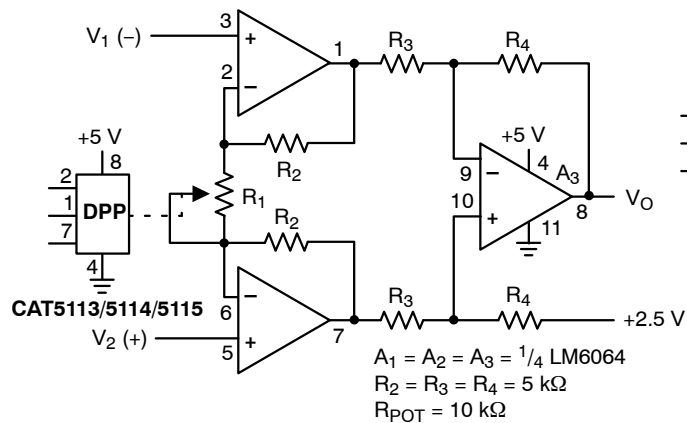 3
V1 (−)
+
1
R3
R4
2
−
+5 V
+5 V
8
R2
4
A3
9
−
2
DPP
R1
10
VO
1
+
8
7
R2
11
4
−
R3
R4
CAT5113/5114/5115
6
7
+2.5 V
V2 (+)
5
+
A1 = A2 = A3 = 1/4 LM6064
R2 = R3 = R4 = 5 kΩ
RPOT = 10 kΩ